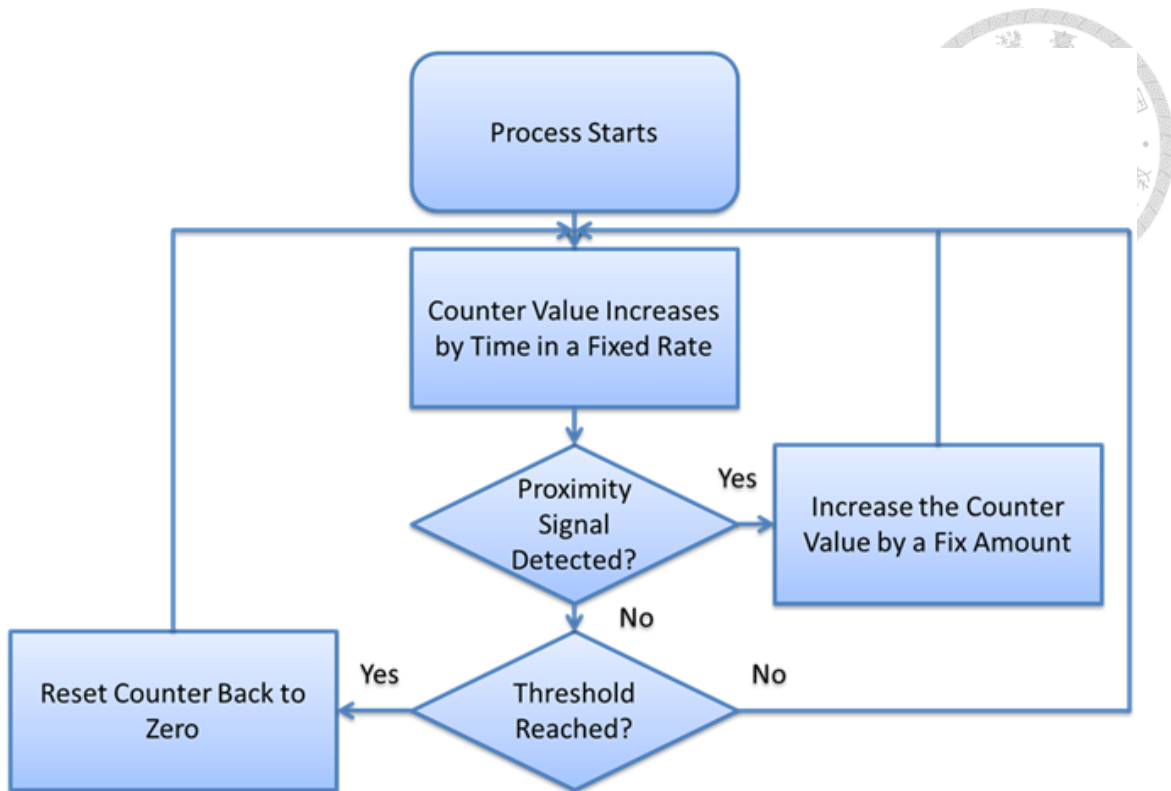 Process Starts
Counter Value Increases
by Time in a Fixed Rate
Proximity
Signal
Detected?
Yes
Increase the Counter
Value by a Fix Amount
No
Reset Counter Back to
Zero
Yes
Threshold
Reached?
No